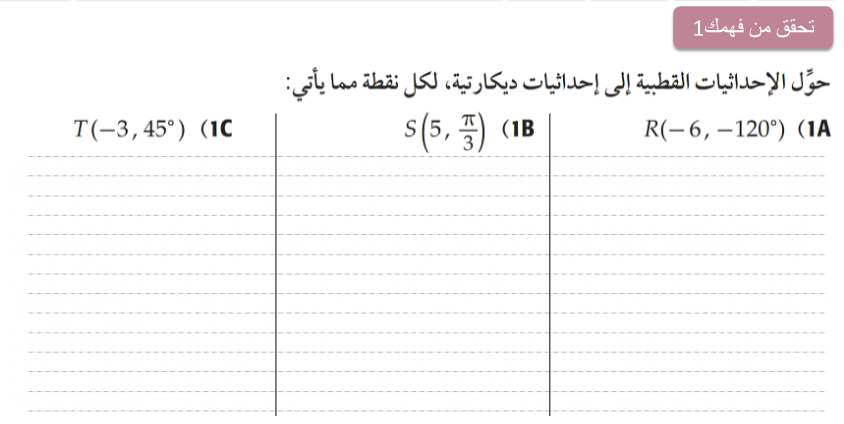 تحقق من فهمك1
حوِّل الإحداثيات القطبية إلى إحداثيات ديكارتية، لكل نقطة مما يأتي:
R(−6, −120°) (1A
S(5, π/3) (1B
T(−3, 45°) (1C